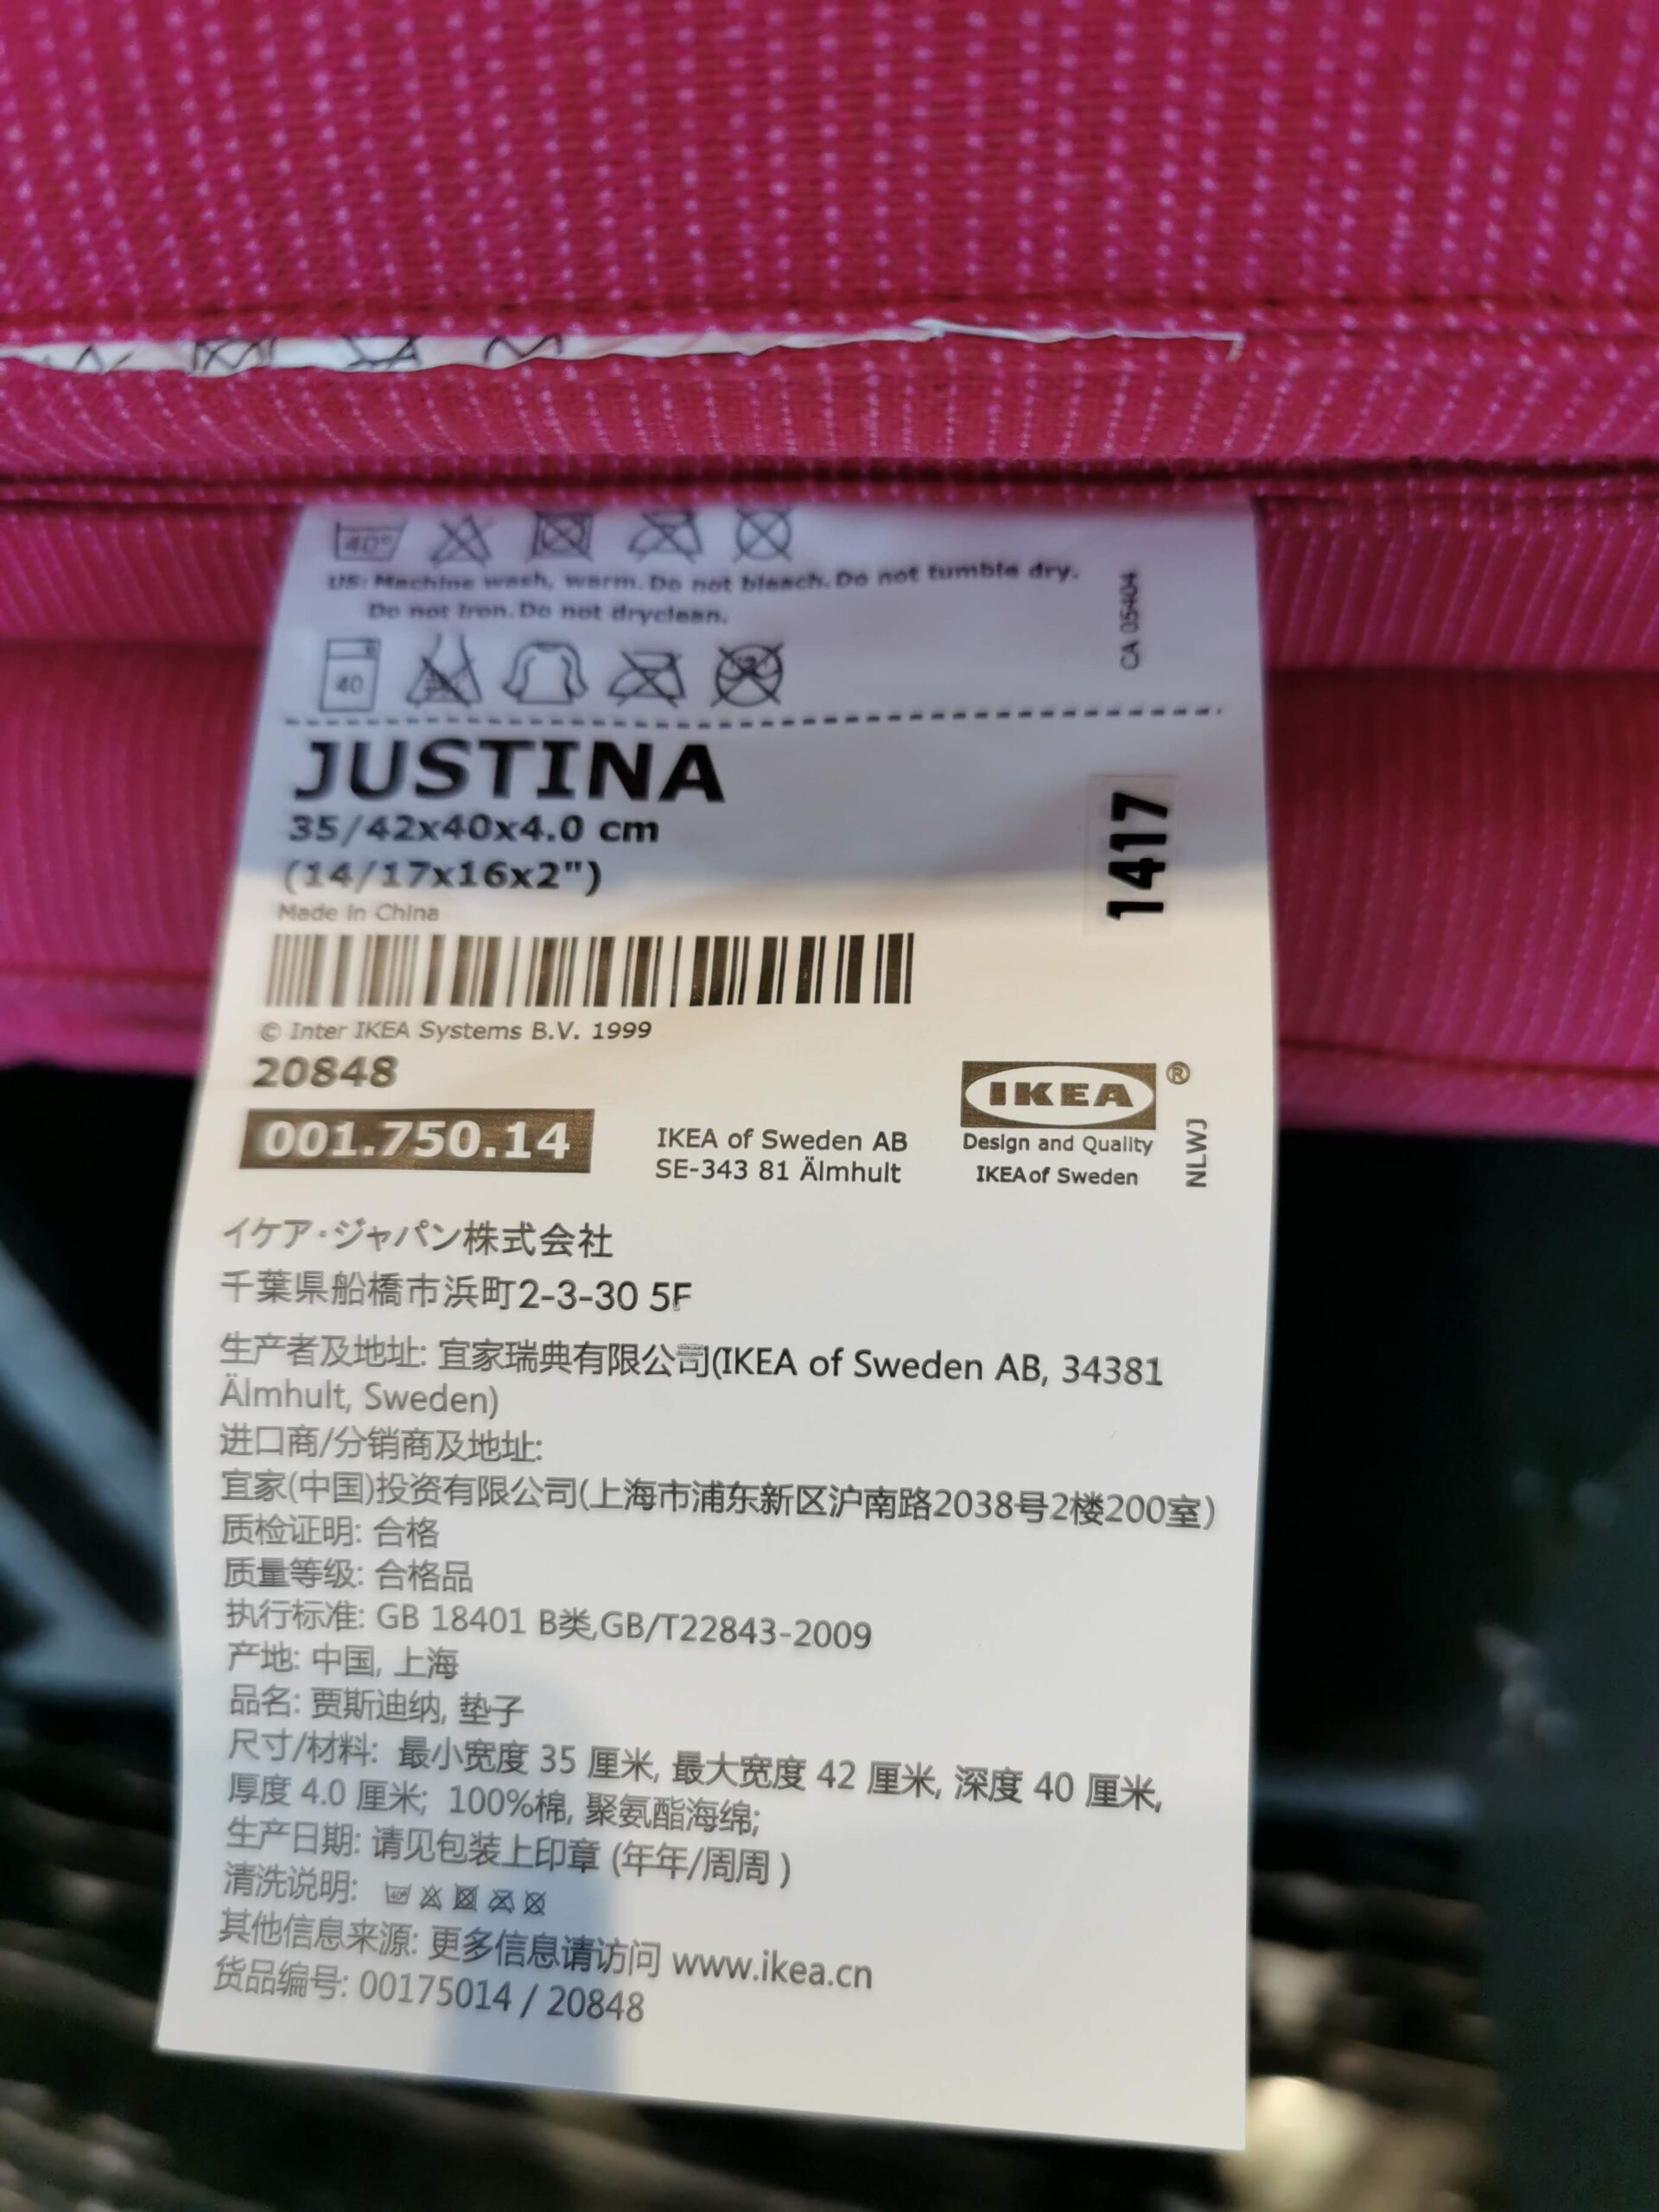 40°
US: Machine wash, warm. Do not bleach. Do not tumble dry.
Do not iron. Do not dryclean.
CA 05404
40
JUSTINA
35/42x40x4.0 cm
(14/17x16x2")
1417
Made in China
© Inter IKEA Systems B.V. 1999
20848
001.750.14
IKEA of Sweden AB
SE-343 81 Älmhult
IKEA ®
Design and Quality
IKEA of Sweden
NLWJ
イケア・ジャパン株式会社
千葉県船橋市浜町2-3-30 5F
生产者及地址: 宜家瑞典有限公司(IKEA of Sweden AB, 34381
Älmhult, Sweden)
进口商/分销商及地址:
宜家(中国)投资有限公司(上海市浦东新区沪南路2038号2楼200室)
质检证明: 合格
质量等级: 合格品
执行标准: GB 18401 B类,GB/T22843-2009
产地: 中国, 上海
品名: 贾斯迪纳, 垫子
尺寸/材料: 最小宽度 35 厘米, 最大宽度 42 厘米, 深度 40 厘米,
厚度 4.0 厘米; 100%棉, 聚氨酯海绵;
生产日期: 请见包装上印章 (年年/周周 )
清洗说明: 40°
其他信息来源: 更多信息请访问 www.ikea.cn
货品编号: 00175014 / 20848